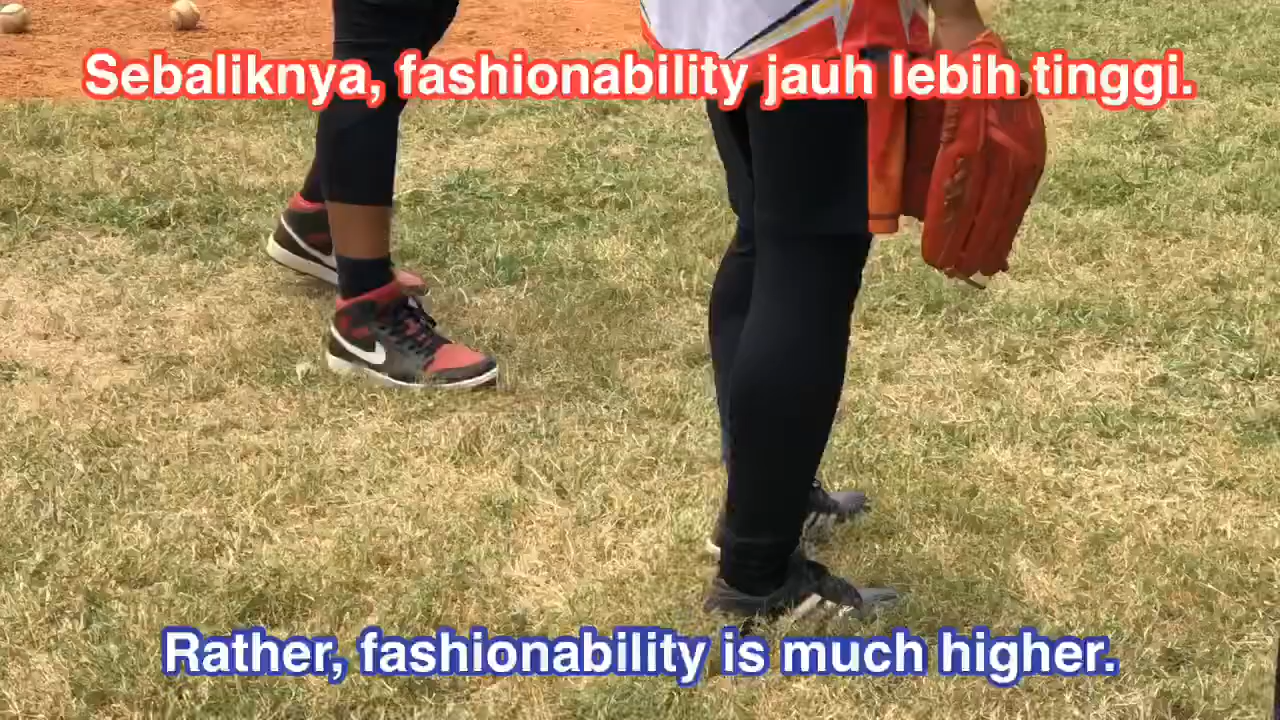 Sebaliknya, fashionability jauh lebih tinggi.
Rather, fashionability is much higher.